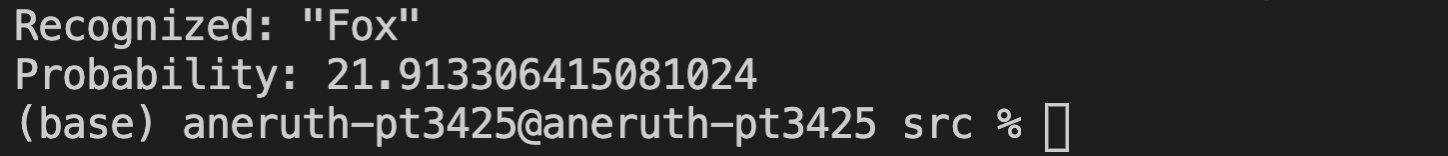 Recognized: "Fox"
Probability: 21.913306415081024
(base) aneruth-pt3425@aneruth-pt3425 src %